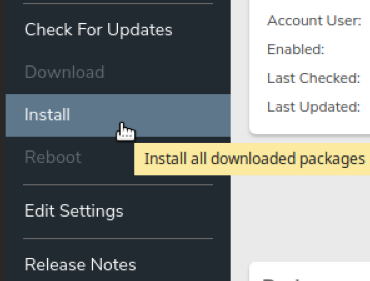 Check For Updates
Download
Install
Reboot
Install all downloaded packages
Edit Settings
Release Notes
Account User:
Enabled:
Last Checked:
Last Updated: